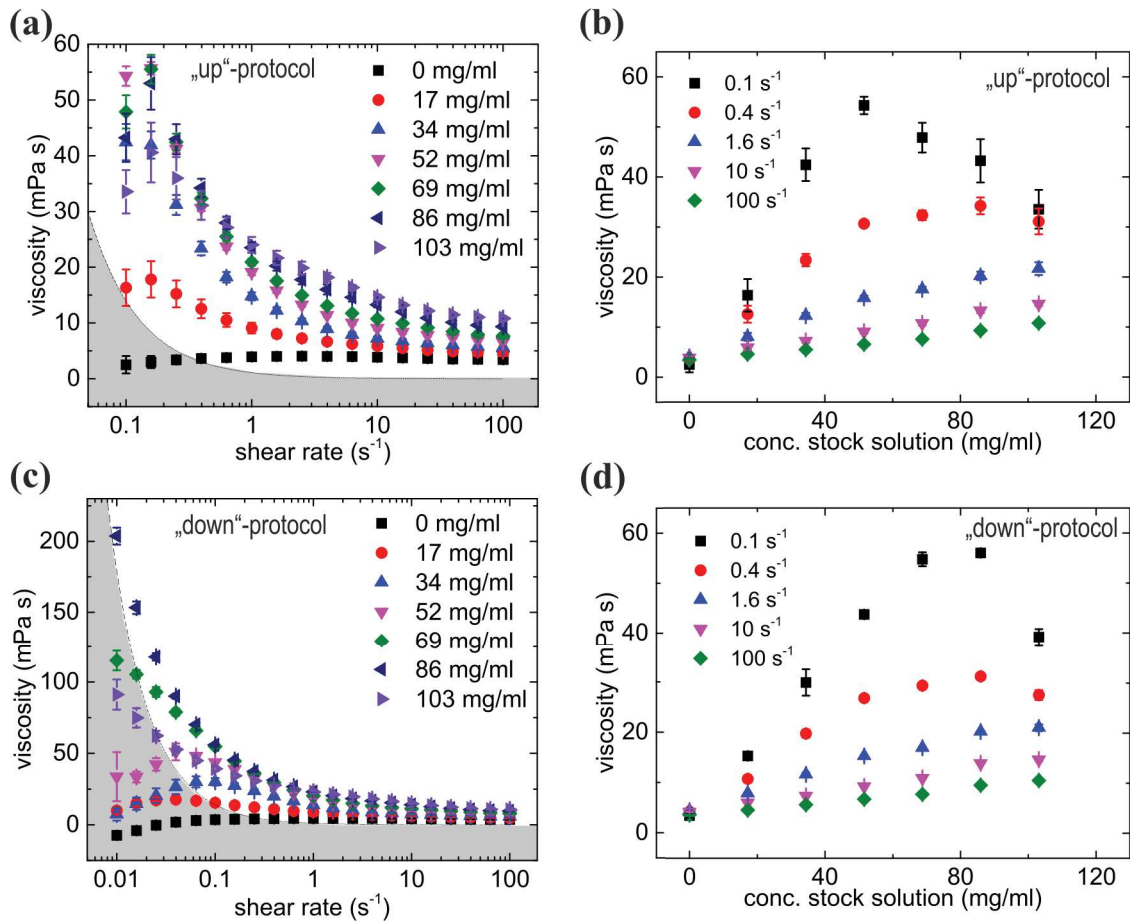 (a)
60
50
40
30
20
10
0
viscosity (mPa s)
„up“-protocol
0 mg/ml
17 mg/ml
34 mg/ml
52 mg/ml
69 mg/ml
86 mg/ml
103 mg/ml
0.1
1
10
100
shear rate (s⁻¹)
(b)
60
40
20
0
viscosity (mPa s)
„up“-protocol
0.1 s⁻¹
0.4 s⁻¹
1.6 s⁻¹
10 s⁻¹
100 s⁻¹
0
40
80
120
conc. stock solution (mg/ml)
(c)
200
150
100
50
0
viscosity (mPa s)
„down“-protocol
0 mg/ml
17 mg/ml
34 mg/ml
52 mg/ml
69 mg/ml
86 mg/ml
103 mg/ml
0.01
0.1
1
10
100
shear rate (s⁻¹)
(d)
60
40
20
0
viscosity (mPa s)
„down“-protocol
0.1 s⁻¹
0.4 s⁻¹
1.6 s⁻¹
10 s⁻¹
100 s⁻¹
0
40
80
120
conc. stock solution (mg/ml)